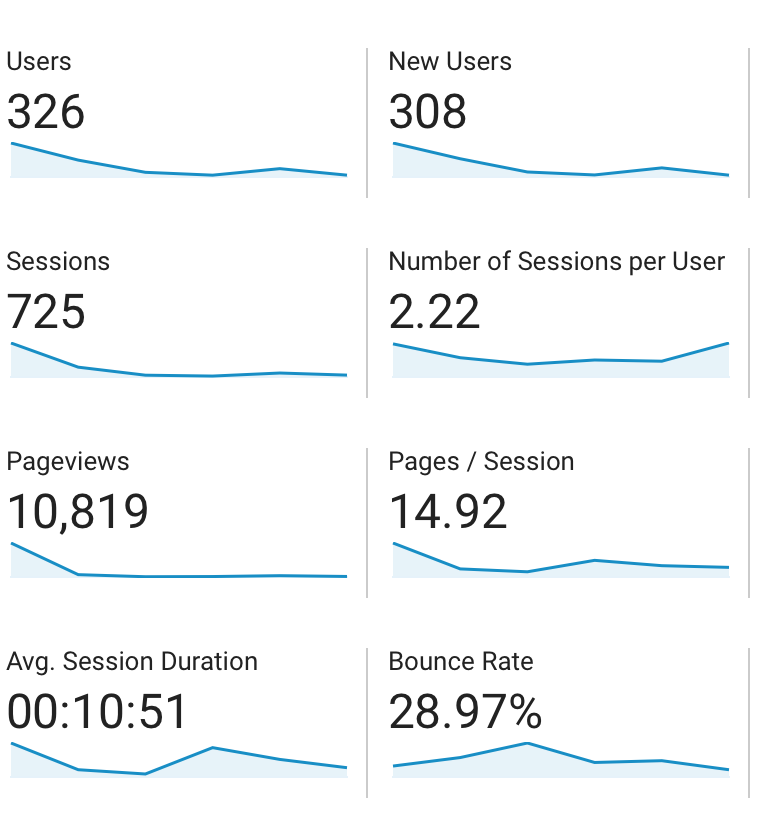 Users
326
New Users
308
Sessions
725
Number of Sessions per User
2.22
Pageviews
10,819
Pages / Session
14.92
Avg. Session Duration
00:10:51
Bounce Rate
28.97%